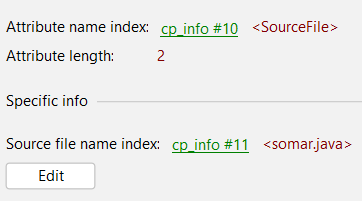 Attribute name index: cp_info #10 <SourceFile>
Attribute length: 2
Specific info
Source file name index: cp_info #11 <somar.java>
Edit